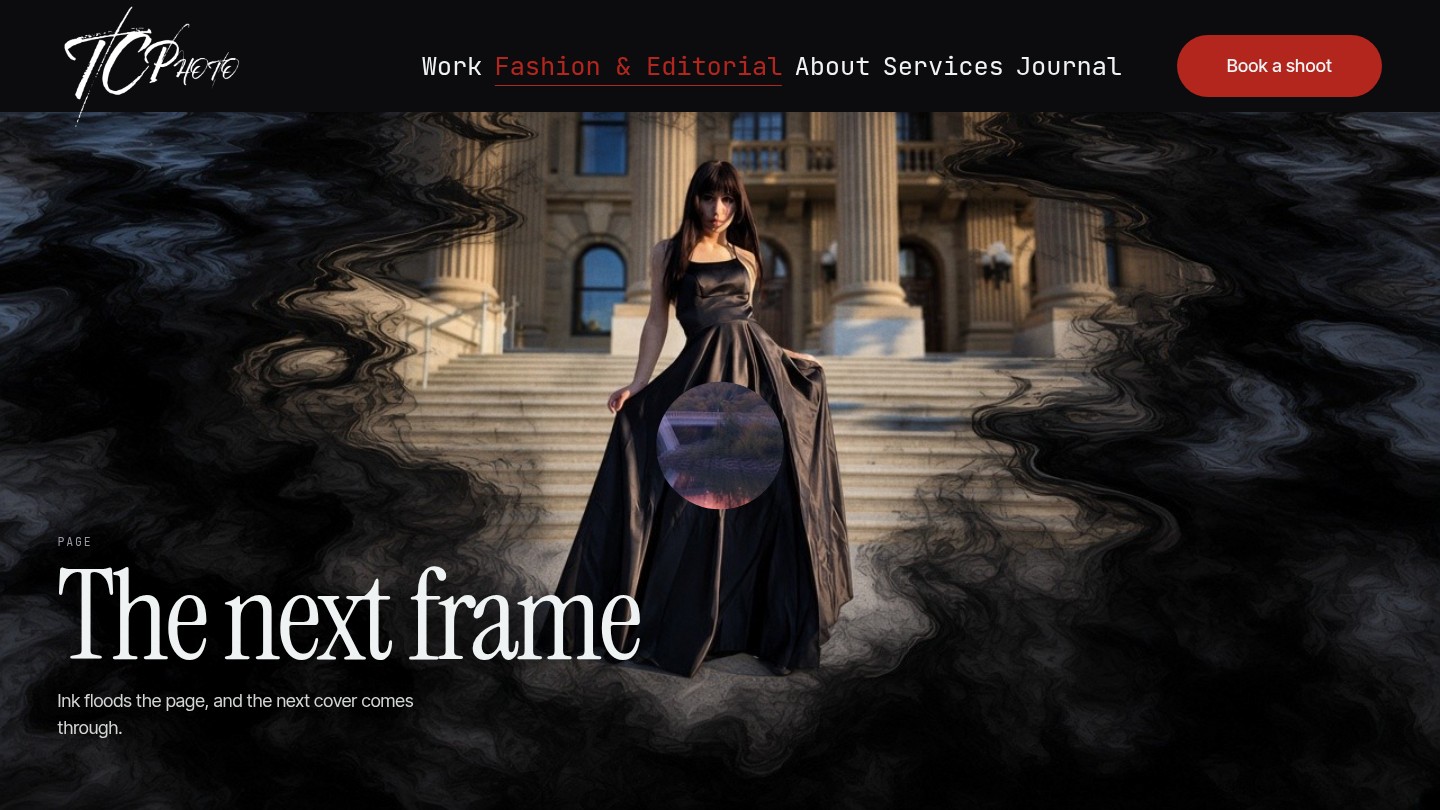 TCPHOTO
Work Fashion & Editorial About Services Journal
Book a shoot
PAGE
The next frame
Ink floods the page, and the next cover comes
through.